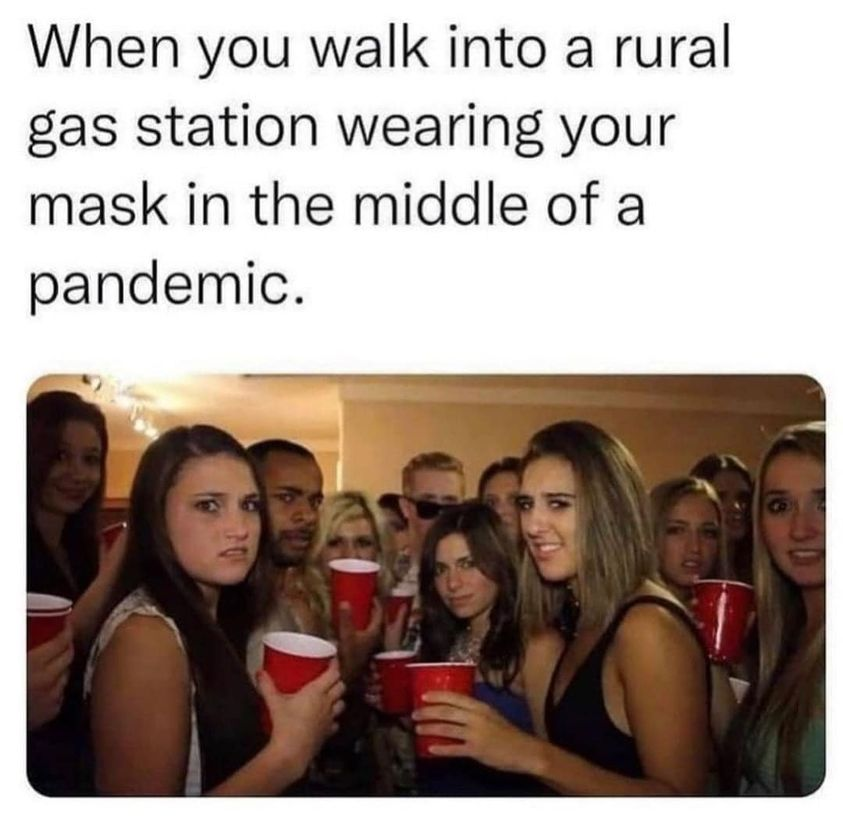 When you walk into a rural
gas station wearing your
mask in the middle of a
pandemic.